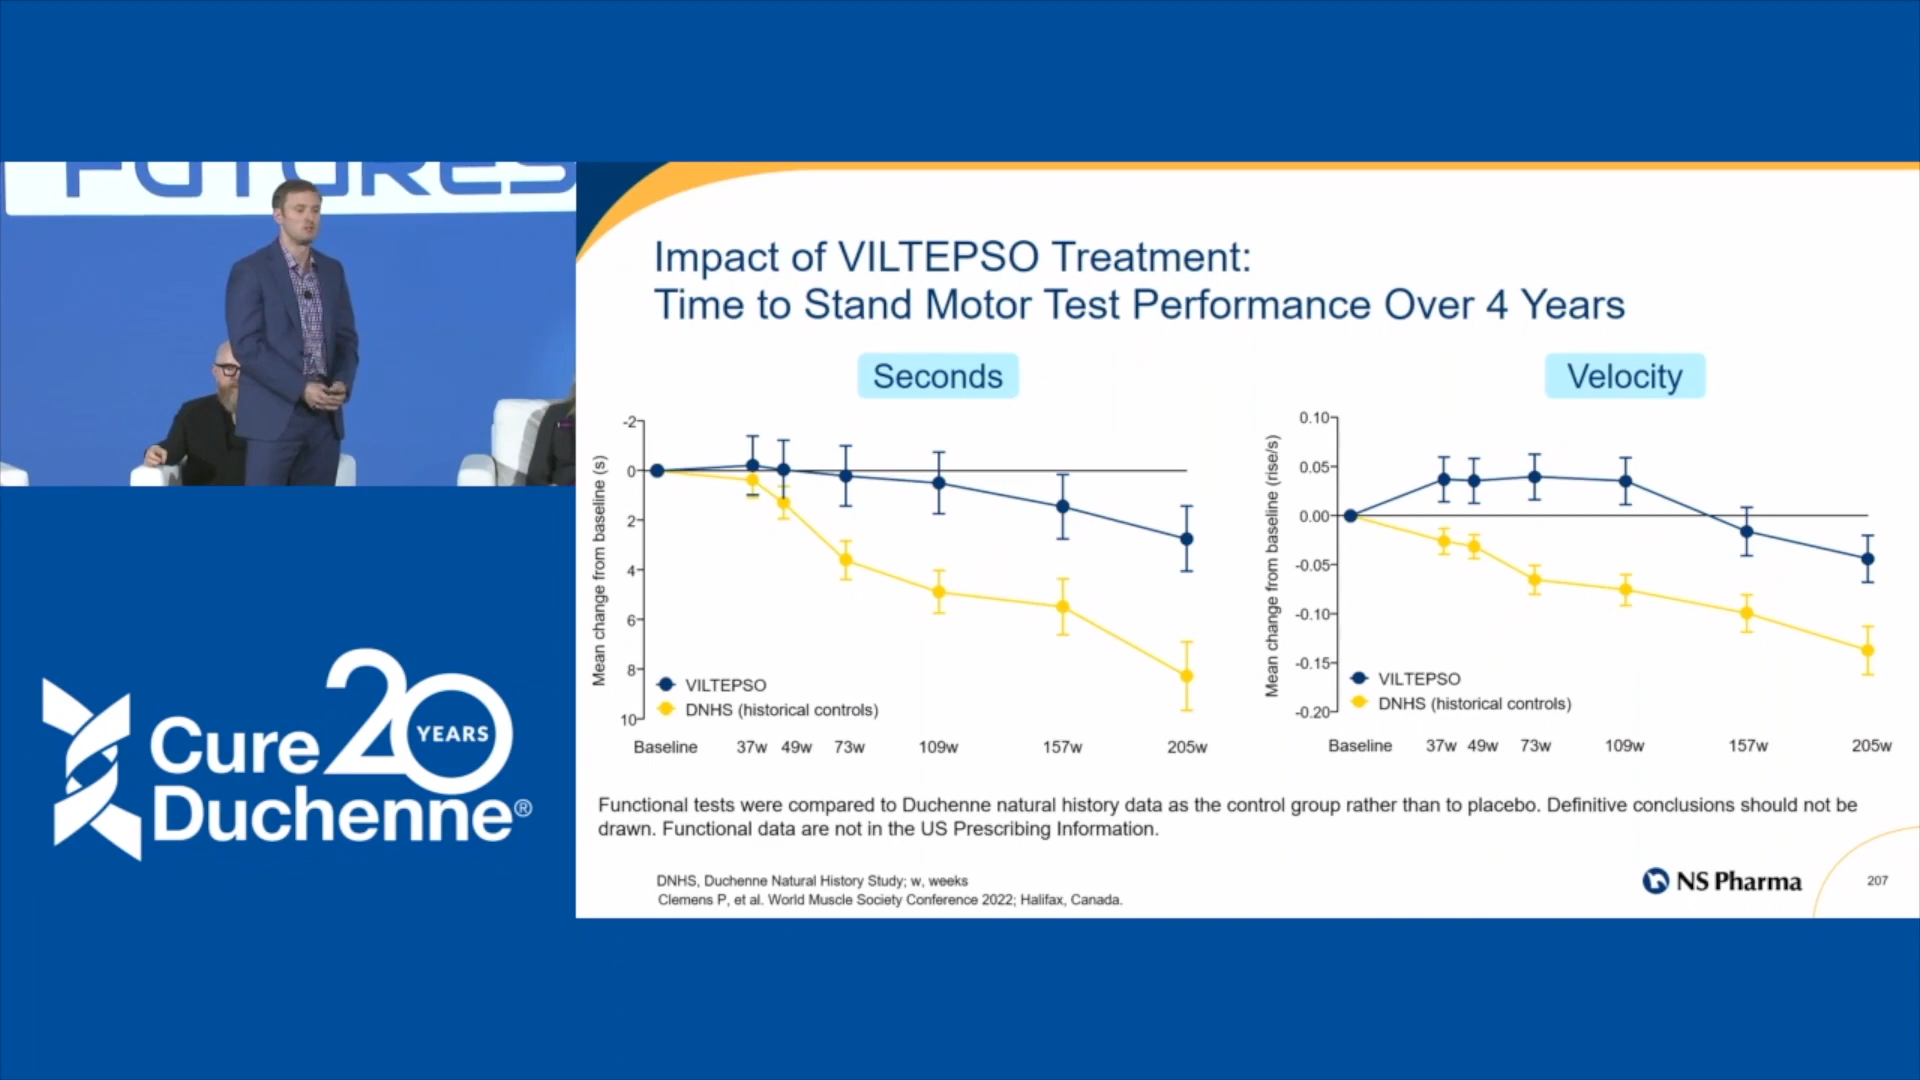 FUTURES
Impact of VILTEPSO Treatment:
Time to Stand Motor Test Performance Over 4 Years
Seconds
Mean change from baseline (s)
-2
0
2
4
6
8
10
VILTEPSO
DNHS (historical controls)
Baseline 37w 49w 73w 109w 157w 205w
Velocity
Mean change from baseline (rise/s)
0.10
0.05
0.00
-0.05
-0.10
-0.15
-0.20
VILTEPSO
DNHS (historical controls)
Baseline 37w 49w 73w 109w 157w 205w
Functional tests were compared to Duchenne natural history data as the control group rather than to placebo. Definitive conclusions should not be
drawn. Functional data are not in the US Prescribing Information.
DNHS, Duchenne Natural History Study; w, weeks
Clemens P, et al. World Muscle Society Conference 2022; Halifax, Canada.
NS Pharma
207
20
YEARS
Cure
Duchenne®